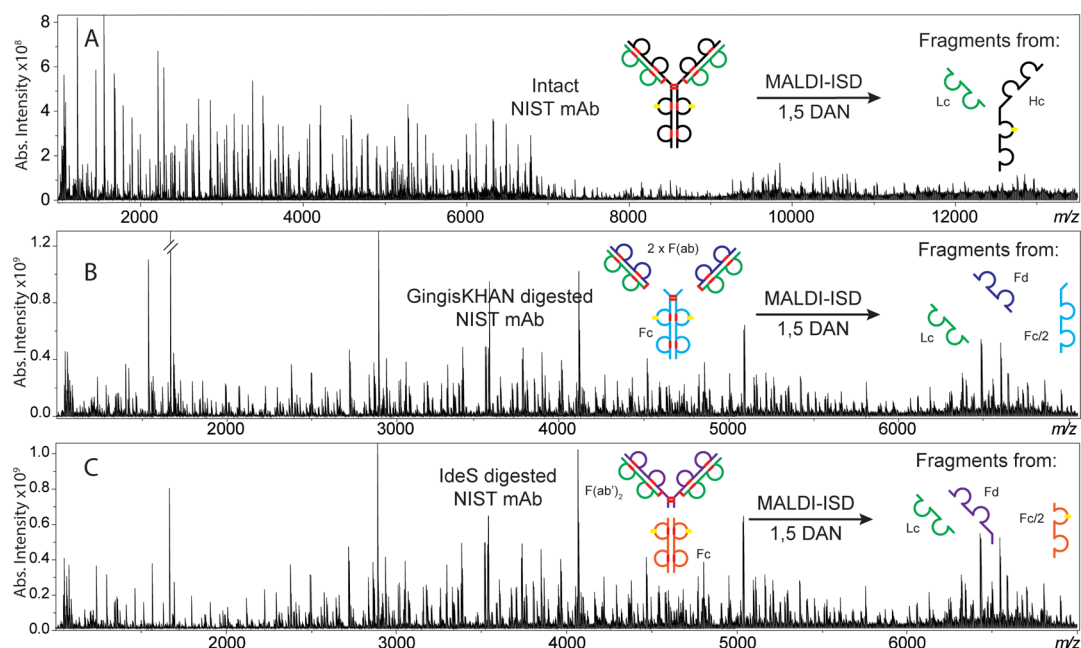 A
Abs. Intensity x10⁸
8
6
4
2
0
Intact
NIST mAb
MALDI-ISD
1,5 DAN
Fragments from:
Lc
Hc
2000
4000
6000
8000
10000
12000
m/z
B
Abs. Intensity x10⁹
1.2
0.8
0.4
0.0
GingisKHAN digested
NIST mAb
2 x F(ab)
Fc
MALDI-ISD
1,5 DAN
Fragments from:
Fd
Lc
Fc/2
2000
3000
4000
5000
6000
m/z
C
Abs. Intensity x10⁹
1.0
0.8
0.6
0.4
0.2
0.0
IdeS digested
NIST mAb
F(ab')₂
Fc
MALDI-ISD
1,5 DAN
Fragments from:
Fd
Lc
Fc/2
2000
3000
4000
5000
6000
m/z